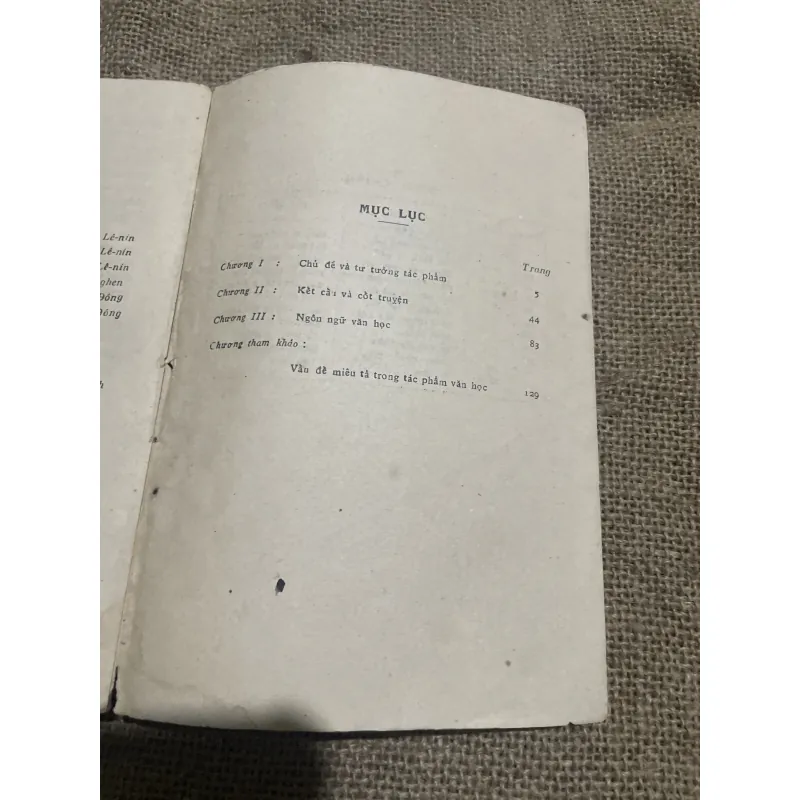 Lê-nin
Lê-nin
Lê-nin
ghen
Đồng
Đồng
h
MỤC LỤC
Trang
Chương I : Chủ đề và tư tưởng tác phẩm 5
Chương II : Kết cấu và cốt truyện 44
Chương III : Ngôn ngữ văn học 83
Chương tham khảo :
Vấn đề miêu tả trong tác phẩm văn học 129